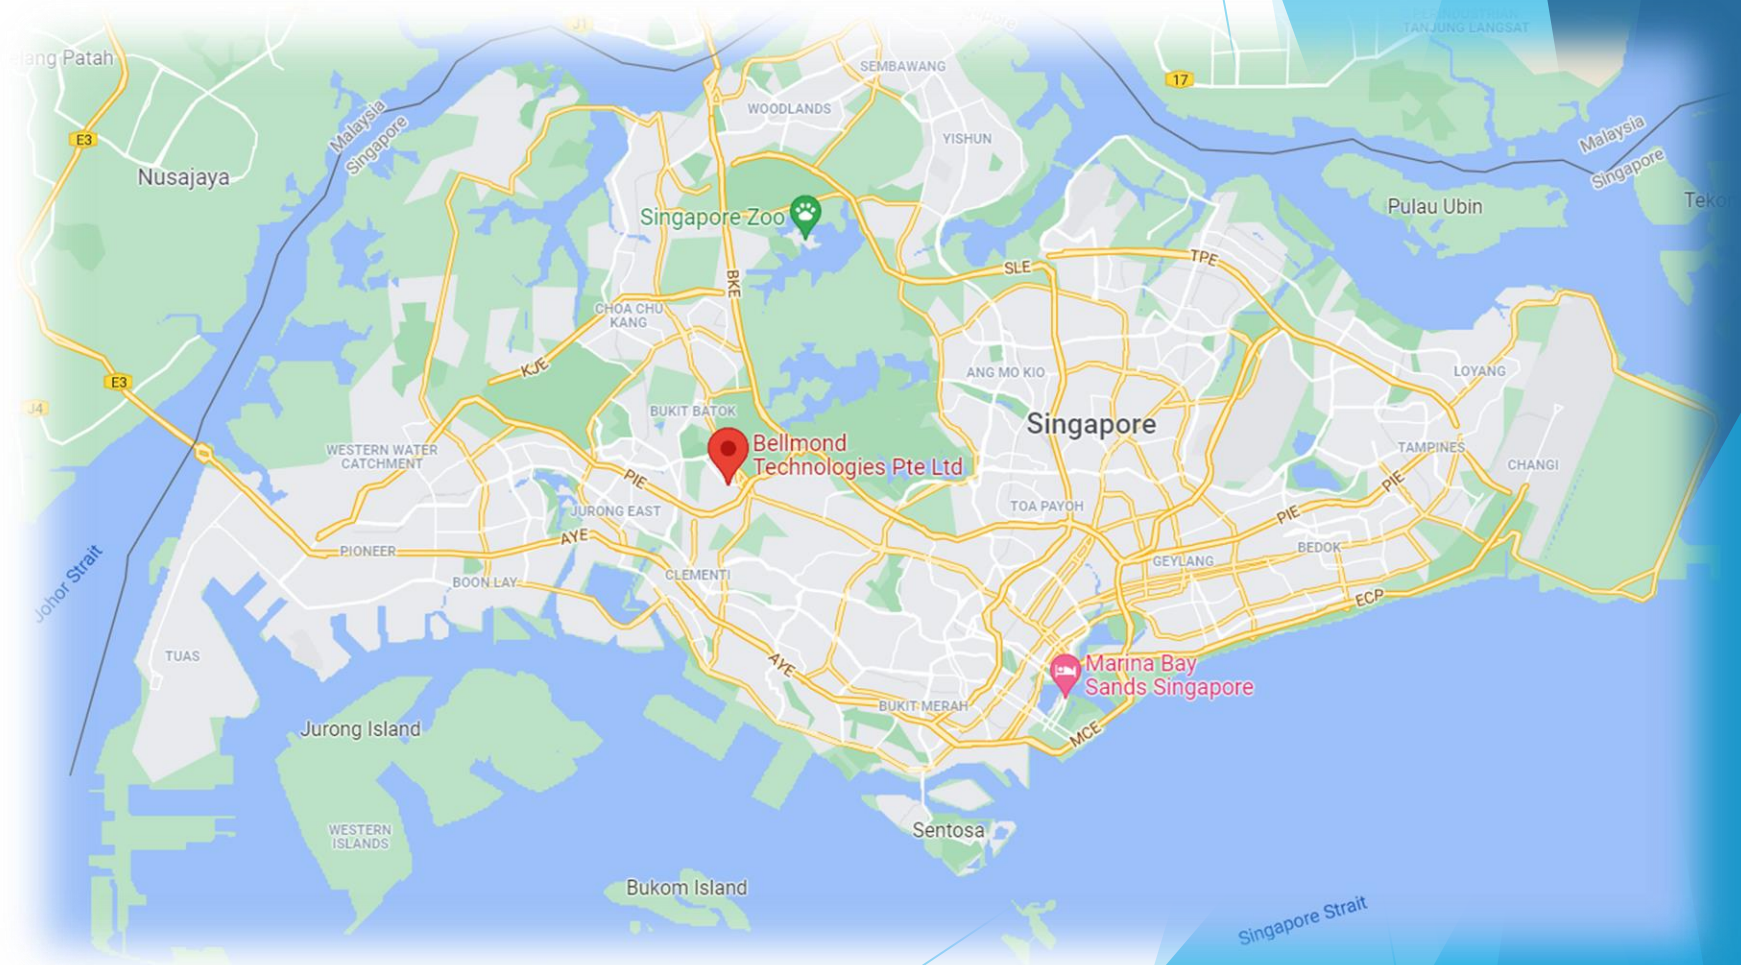 J1
TANJUNG LANGSAT
Patah
SEMBAWANG
17
WOODLANDS
E3
Malaysia
Singapore
YISHUN
Malaysia
Singapore
Nusajaya
Pulau Ubin
Singapore Zoo
BKE
SLE
TPE
CHOA CHU
KANG
KJE
ANG MO KIO
LOYANG
E3
J4
BUKIT BATOK
Singapore
Bellmond
Technologies Pte Ltd
WESTERN WATER
CATCHMENT
TAMPINES
CHANGI
PIE
PIE
PIE
JURONG EAST
TOA PAYOH
AYE
PIONEER
BEDOK
GEYLANG
CLEMENTI
BOON LAY
Johor Strait
ECP
TUAS
AYE
Marina Bay
Sands Singapore
BUKIT MERAH
MCE
Jurong Island
WESTERN
ISLANDS
Sentosa
Bukom Island
Singapore Strait